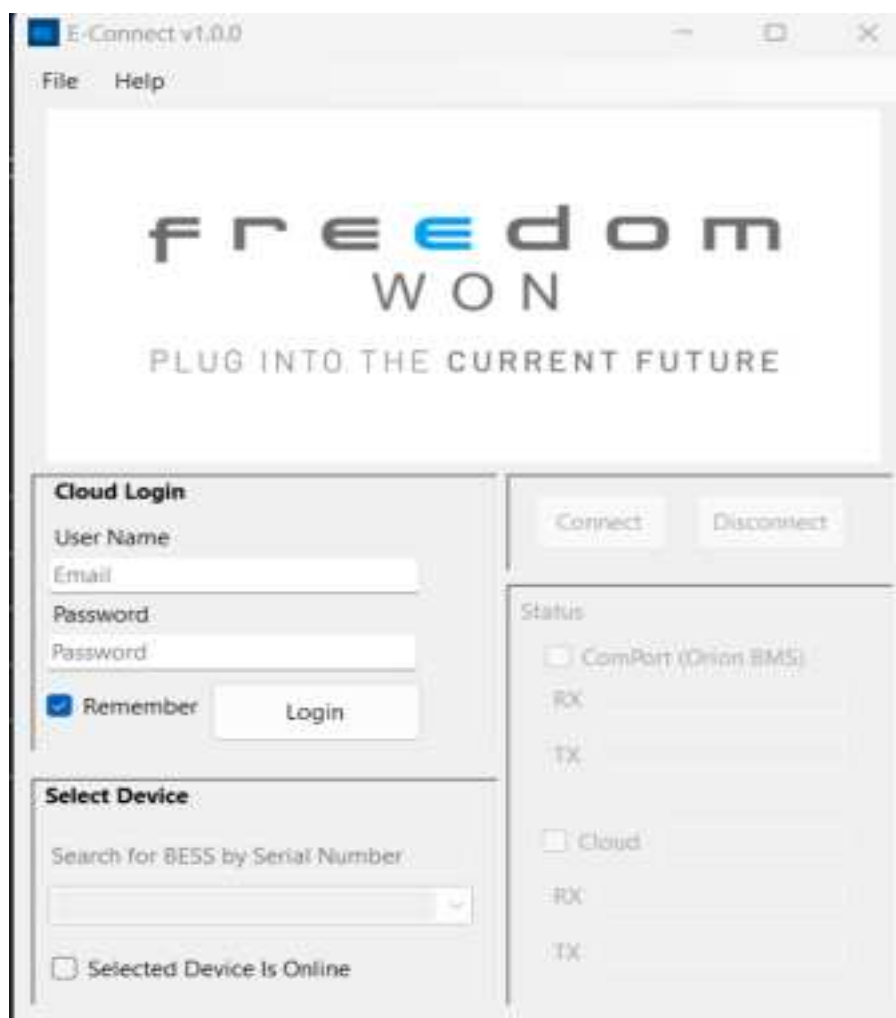 E-Connect v1.0.0
File Help
freedom
WON
PLUG INTO THE CURRENT FUTURE
Cloud Login
User Name
Email
Password
Password
Remember
Login
Select Device
Search for BESS by Serial Number
Selected Device Is Online
Connect Disconnect
Status
ComPort (Orion BMS)
RX
TX
Cloud
RX
TX